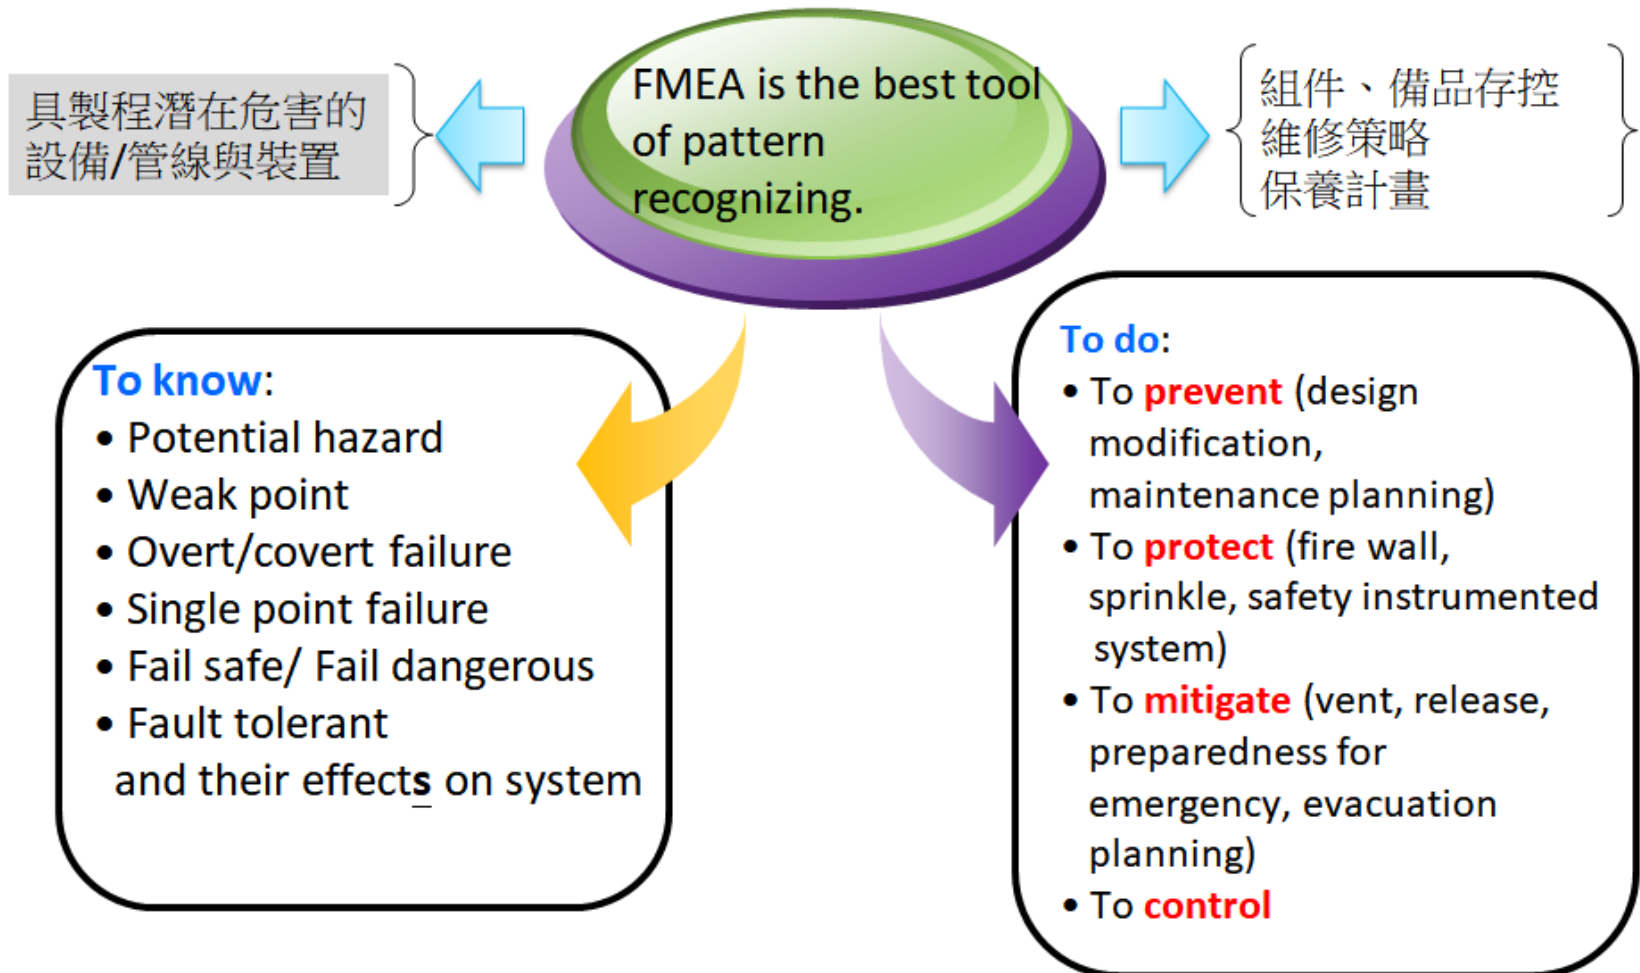 具製程潛在危害的
設備/管線與裝置
FMEA is the best tool
of pattern
recognizing.
組件、備品存控
維修策略
保養計畫
To know:
• Potential hazard
• Weak point
• Overt/covert failure
• Single point failure
• Fail safe/ Fail dangerous
• Fault tolerant
and their effects on system
To do:
• To prevent (design
modification,
maintenance planning)
• To protect (fire wall,
sprinkle, safety instrumented
system)
• To mitigate (vent, release,
preparedness for
emergency, evacuation
planning)
• To control